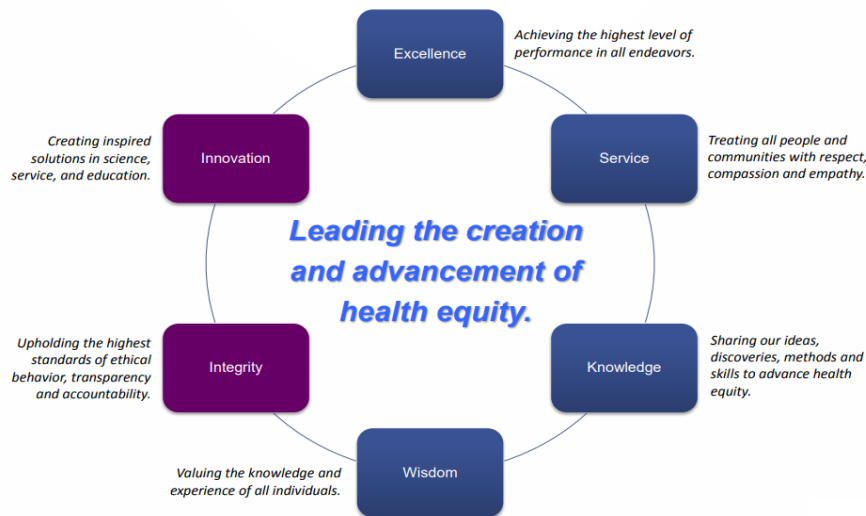 Excellence
Achieving the highest level of
performance in all endeavors.
Service
Treating all people and
communities with respect,
compassion and empathy.
Knowledge
Sharing our ideas,
discoveries, methods and
skills to advance health
equity.
Wisdom
Valuing the knowledge and
experience of all individuals.
Integrity
Upholding the highest
standards of ethical
behavior, transparency
and accountability.
Innovation
Creating inspired
solutions in science,
service, and education.
Leading the creation
and advancement of
health equity.